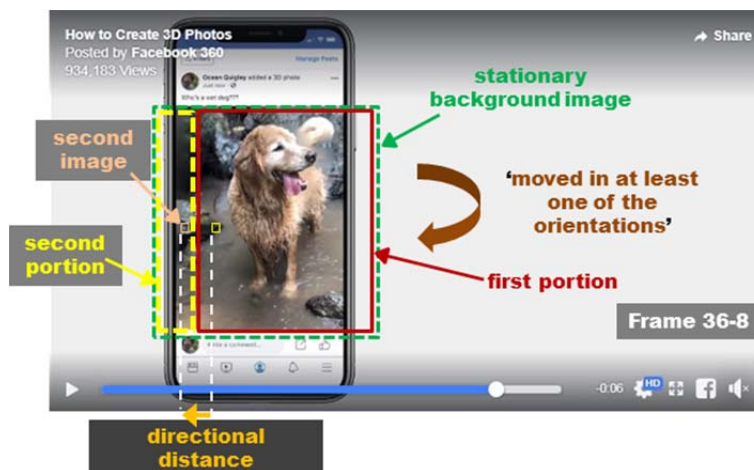 How to Create 3D Photos
Posted by Facebook 360
934,183 Views
Share
Manage Posts
Ocean Quigley added a 3D photo
Just now
Who's a wet dog???
stationary
background image
second
image
'moved in at least
one of the
orientations'
second
portion
first portion
Frame 36-8
-0:06
HD
directional
distance